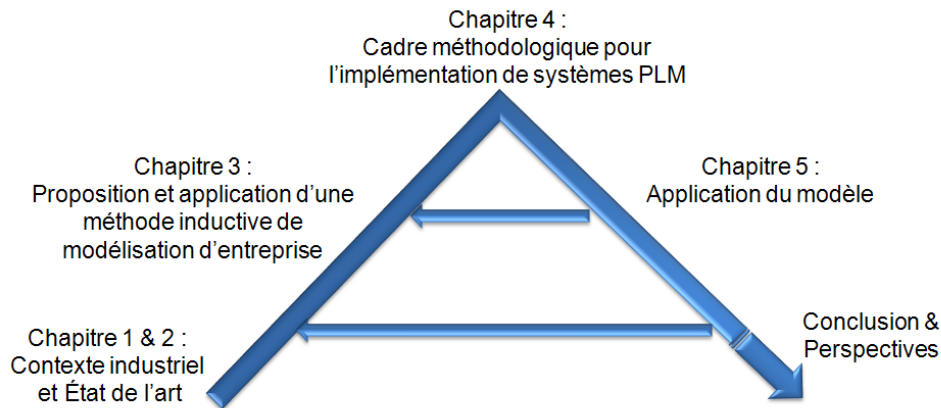 Chapitre 4 :
Cadre méthodologique pour
l'implémentation de systèmes PLM
Chapitre 3 :
Proposition et application d'une
méthode inductive de
modélisation d'entreprise
Chapitre 5 :
Application du modèle
Chapitre 1 & 2 :
Contexte industriel
et État de l'art
Conclusion &
Perspectives